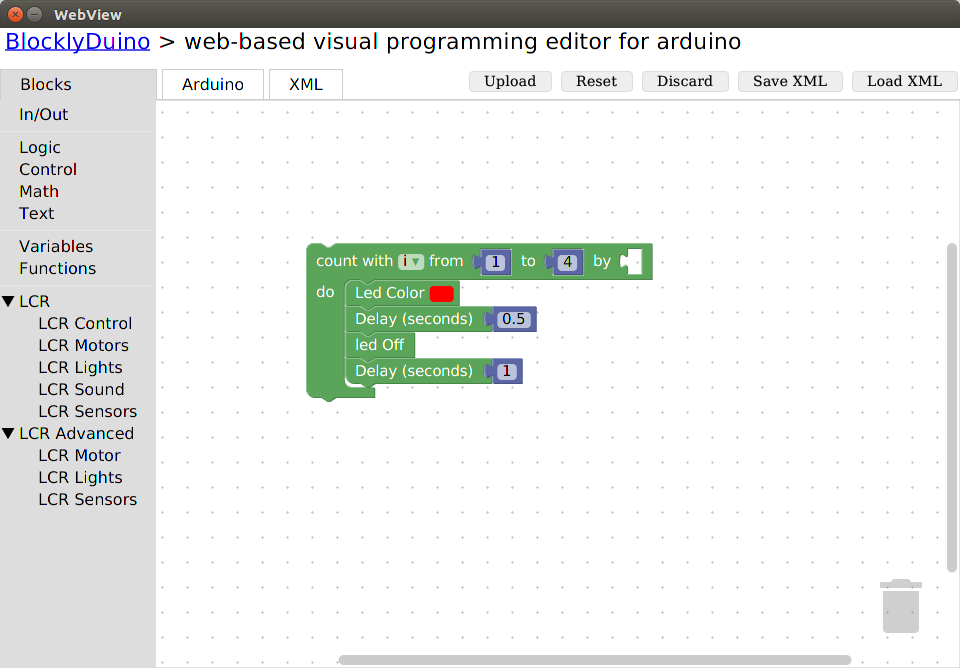 WebView
BlocklyDuino > web-based visual programming editor for arduino
Blocks
Arduino
XML
Upload
Reset
Discard
Save XML
Load XML
In/Out
Logic
Control
Math
Text
Variables
Functions
LCR
LCR Control
LCR Motors
LCR Lights
LCR Sound
LCR Sensors
LCR Advanced
LCR Motor
LCR Lights
LCR Sensors
count with i from 1 to 4 by
do
Led Color
Delay (seconds) 0.5
led Off
Delay (seconds) 1